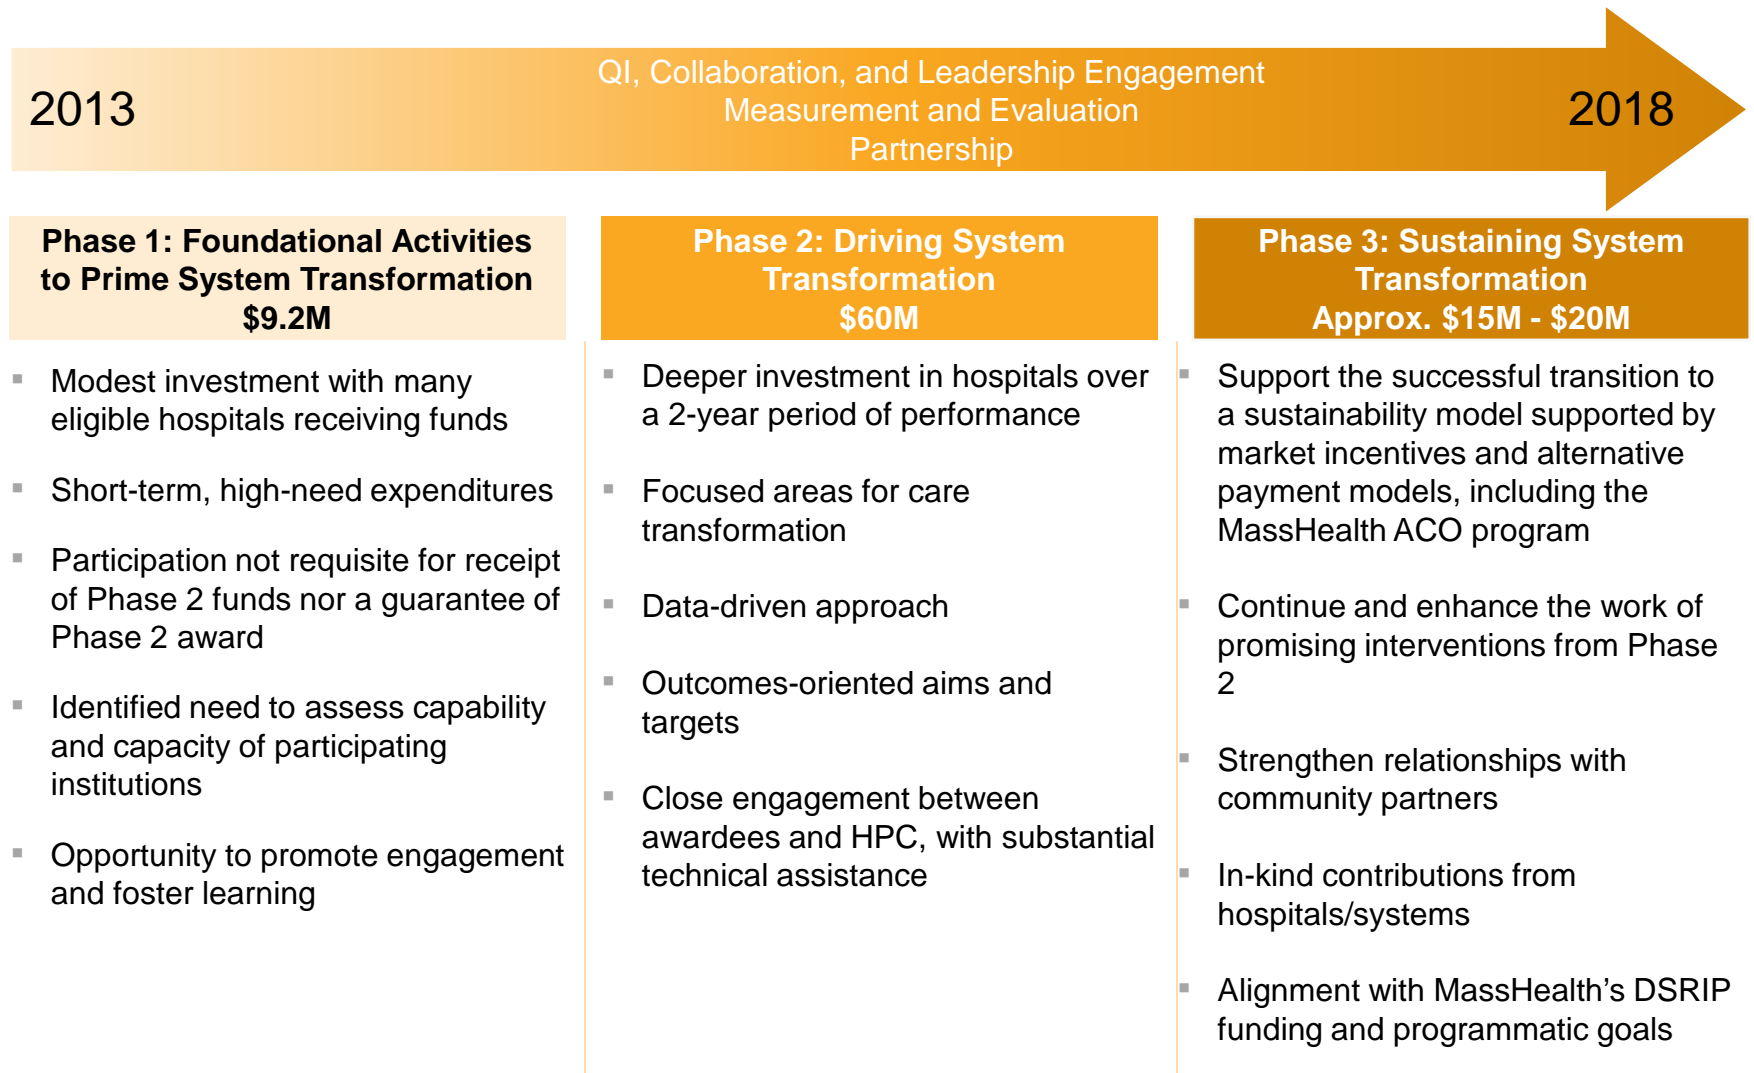 2013
QI, Collaboration, and Leadership Engagement
Measurement and Evaluation
Partnership
2018
Phase 1: Foundational Activities
to Prime System Transformation
$9.2M
▪ Modest investment with many
eligible hospitals receiving funds
▪ Short-term, high-need expenditures
▪ Participation not requisite for receipt
of Phase 2 funds nor a guarantee of
Phase 2 award
▪ Identified need to assess capability
and capacity of participating
institutions
▪ Opportunity to promote engagement
and foster learning
Phase 2: Driving System
Transformation
$60M
▪ Deeper investment in hospitals over
a 2-year period of performance
▪ Focused areas for care
transformation
▪ Data-driven approach
▪ Outcomes-oriented aims and
targets
▪ Close engagement between
awardees and HPC, with substantial
technical assistance
Phase 3: Sustaining System
Transformation
Approx. $15M - $20M
▪ Support the successful transition to
a sustainability model supported by
market incentives and alternative
payment models, including the
MassHealth ACO program
▪ Continue and enhance the work of
promising interventions from Phase
2
▪ Strengthen relationships with
community partners
▪ In-kind contributions from
hospitals/systems
▪ Alignment with MassHealth’s DSRIP
funding and programmatic goals